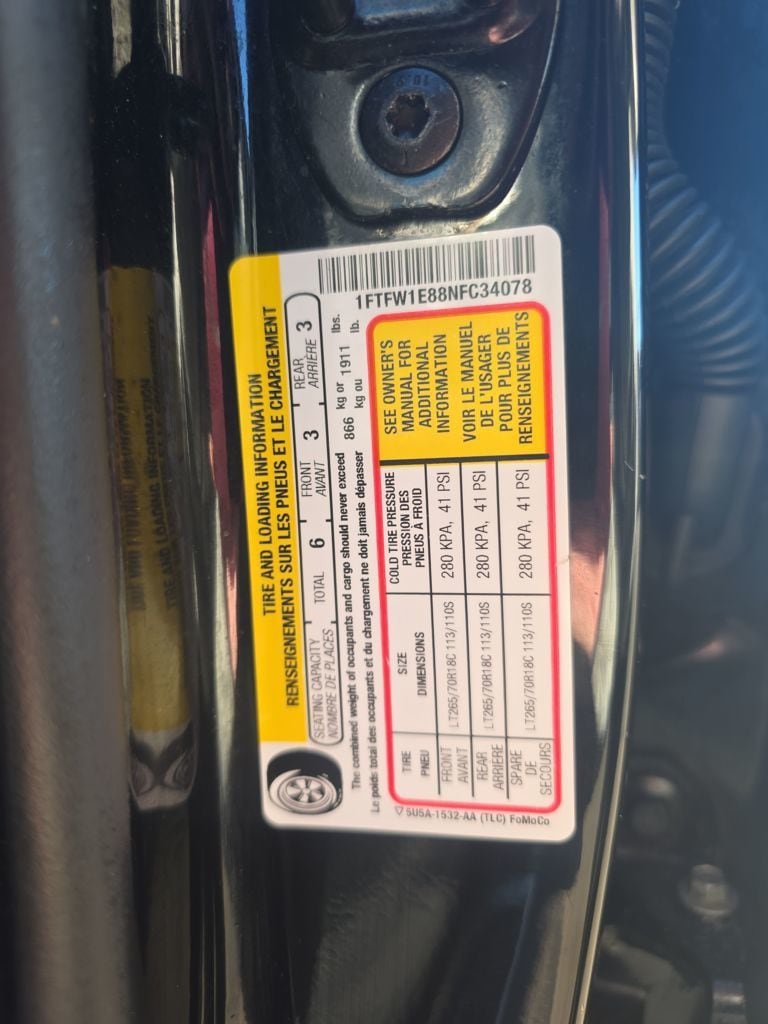 TIRE AND LOADING INFORMATION
RENSEIGNEMENTS SUR LES PNEUS ET LE CHARGEMENT
SEATING CAPACITY TOTAL 6 FRONT 3 REAR 3
NOMBRE DE PLACES AVANT ARRIÈRE
The combined weight of occupants and cargo should never exceed 866 kg or 1911 lbs.
Le poids total des occupants et du chargement ne doit jamais dépasser kg ou lb.
1FTFW1E88NFC34078
TIRE SIZE COLD TIRE PRESSURE
PNEU DIMENSIONS PRESSION DES
PNEUS À FROID
FRONT LT265/70R18C 113/110S 280 KPA, 41 PSI
AVANT
REAR LT265/70R18C 113/110S 280 KPA, 41 PSI
ARRIÈRE
SPARE LT265/70R18C 113/110S 280 KPA, 41 PSI
DE
SECOURS
SEE OWNER'S
MANUAL FOR
ADDITIONAL
INFORMATION
VOIR LE MANUEL
DE L'USAGER
POUR PLUS DE
RENSEIGNEMENTS
5U5A-1532-AA (TLC) FoMoCo